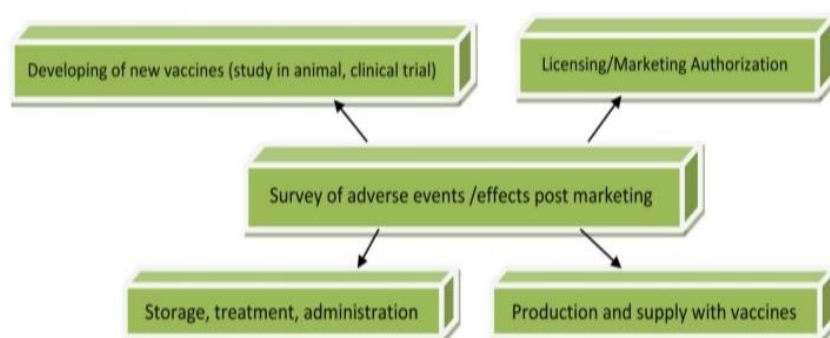 Developing of new vaccines (study in animal, clinical trial)
Licensing/Marketing Authorization
Survey of adverse events /effects post marketing
Storage, treatment, administration
Production and supply with vaccines